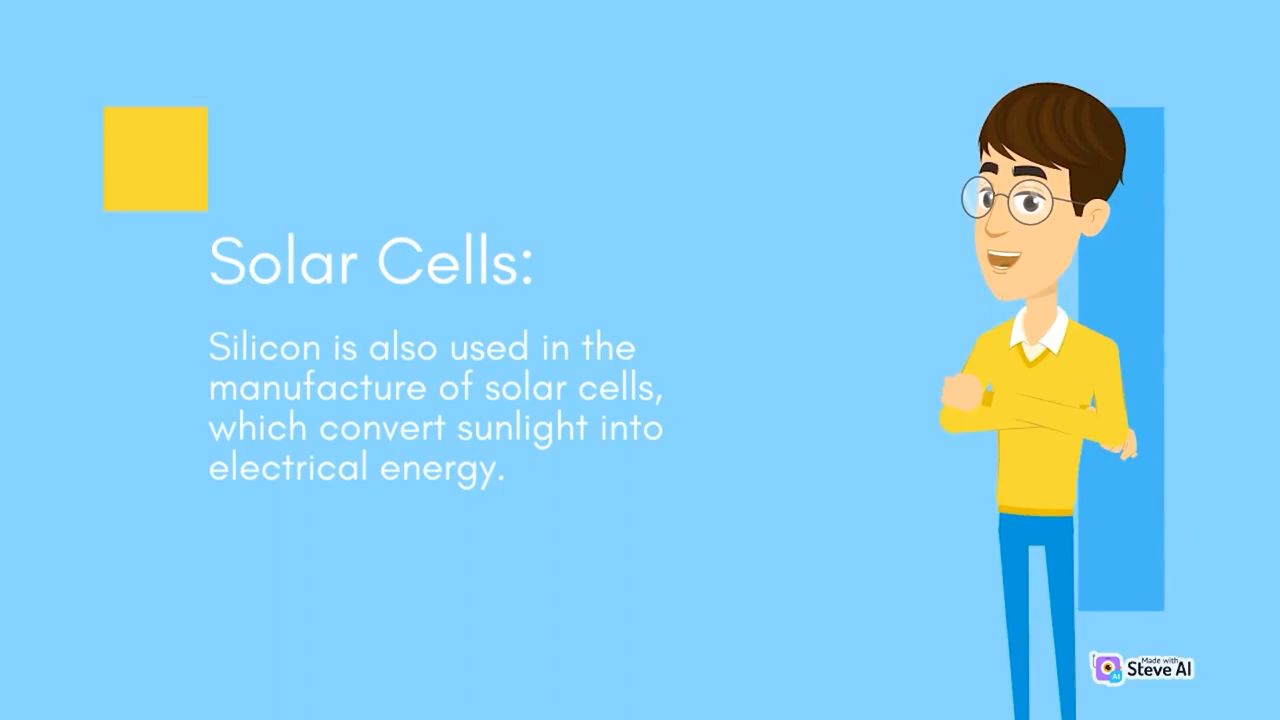 Solar Cells:
Silicon is also used in the
manufacture of solar cells,
which convert sunlight into
electrical energy.
Made with
AI
Steve AI